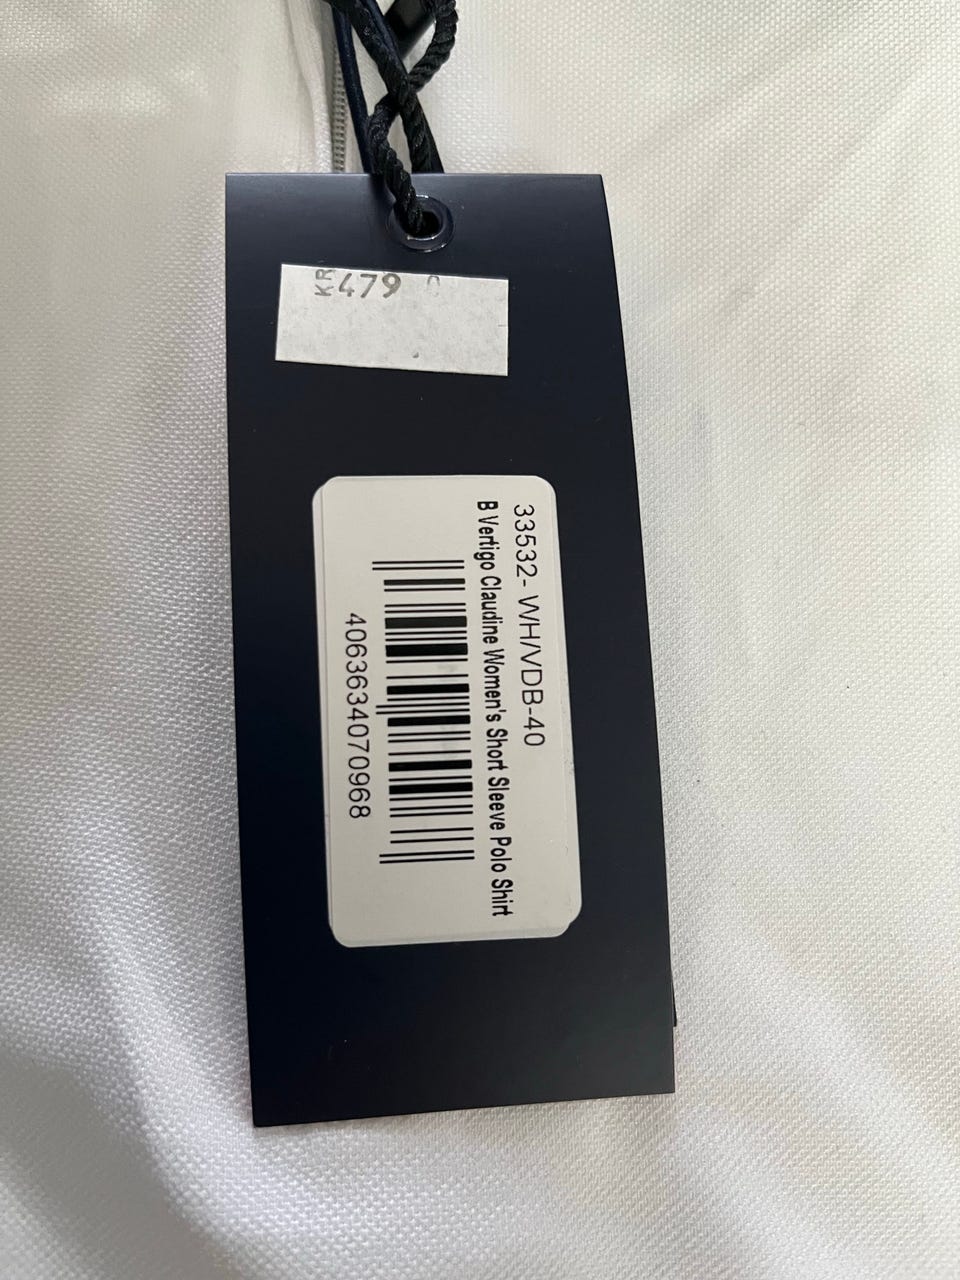 KR 479
33532- WH/VDB-40
B Vertigo Claudine Women's Short Sleeve Polo Shirt
4063634070968